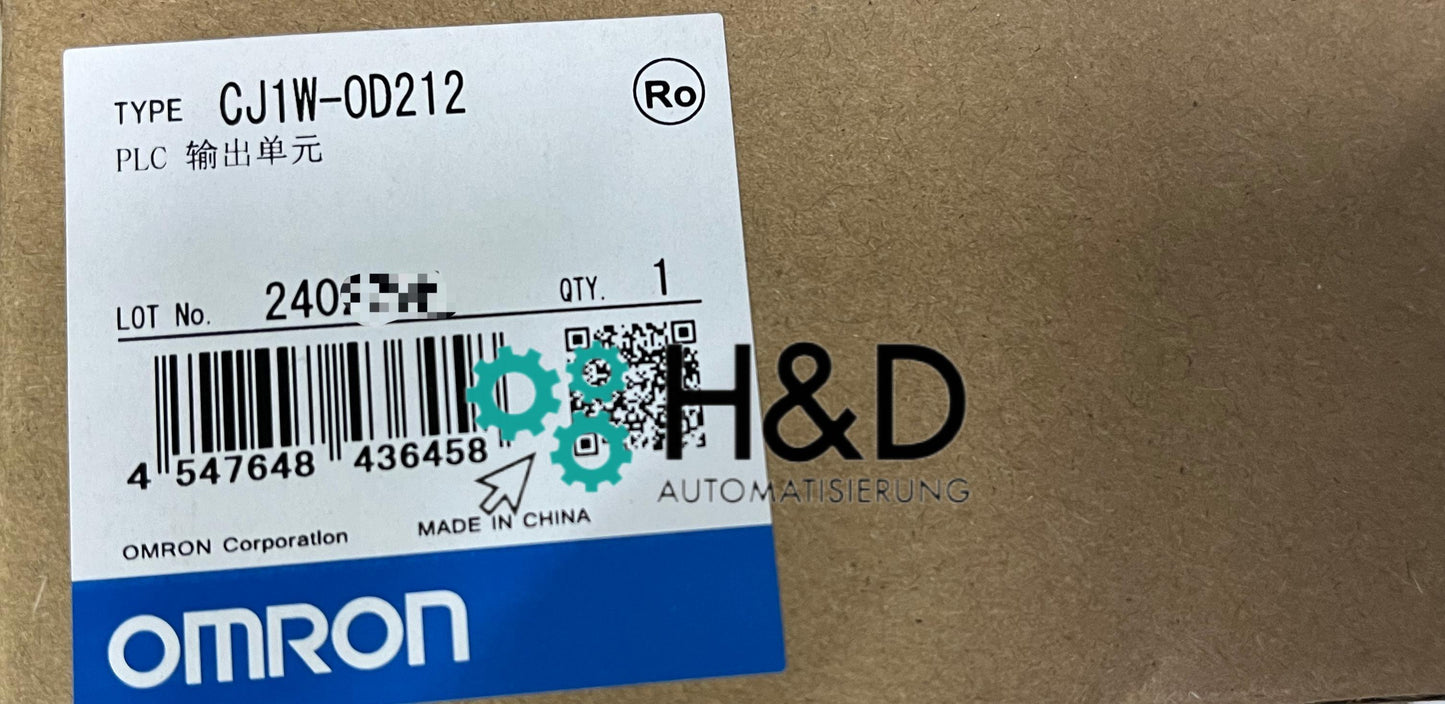 TYPE CJ1W-OD212
Ro
PLC 输出单元
LOT No. QTY. 1
4 547648 436458
H&D
AUTOMATISIERUNG
OMRON Corporation
MADE IN CHINA
OMRON